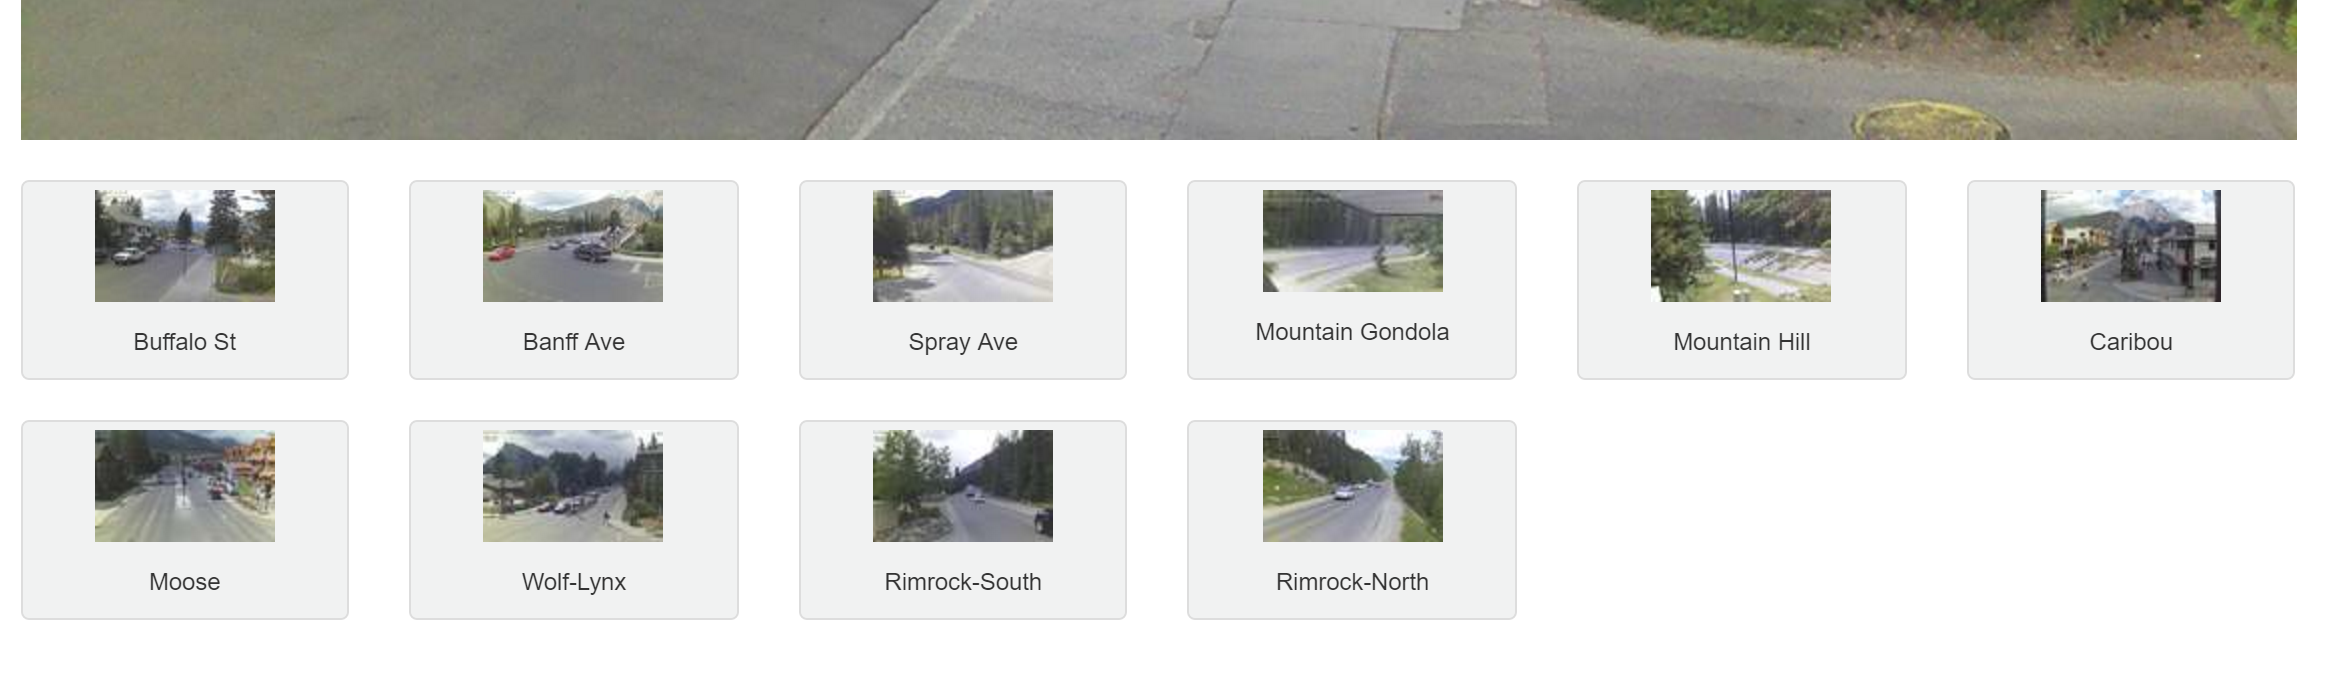 Buffalo St
Banff Ave
Spray Ave
Mountain Gondola
Mountain Hill
Caribou
Moose
Wolf-Lynx
Rimrock-South
Rimrock-North